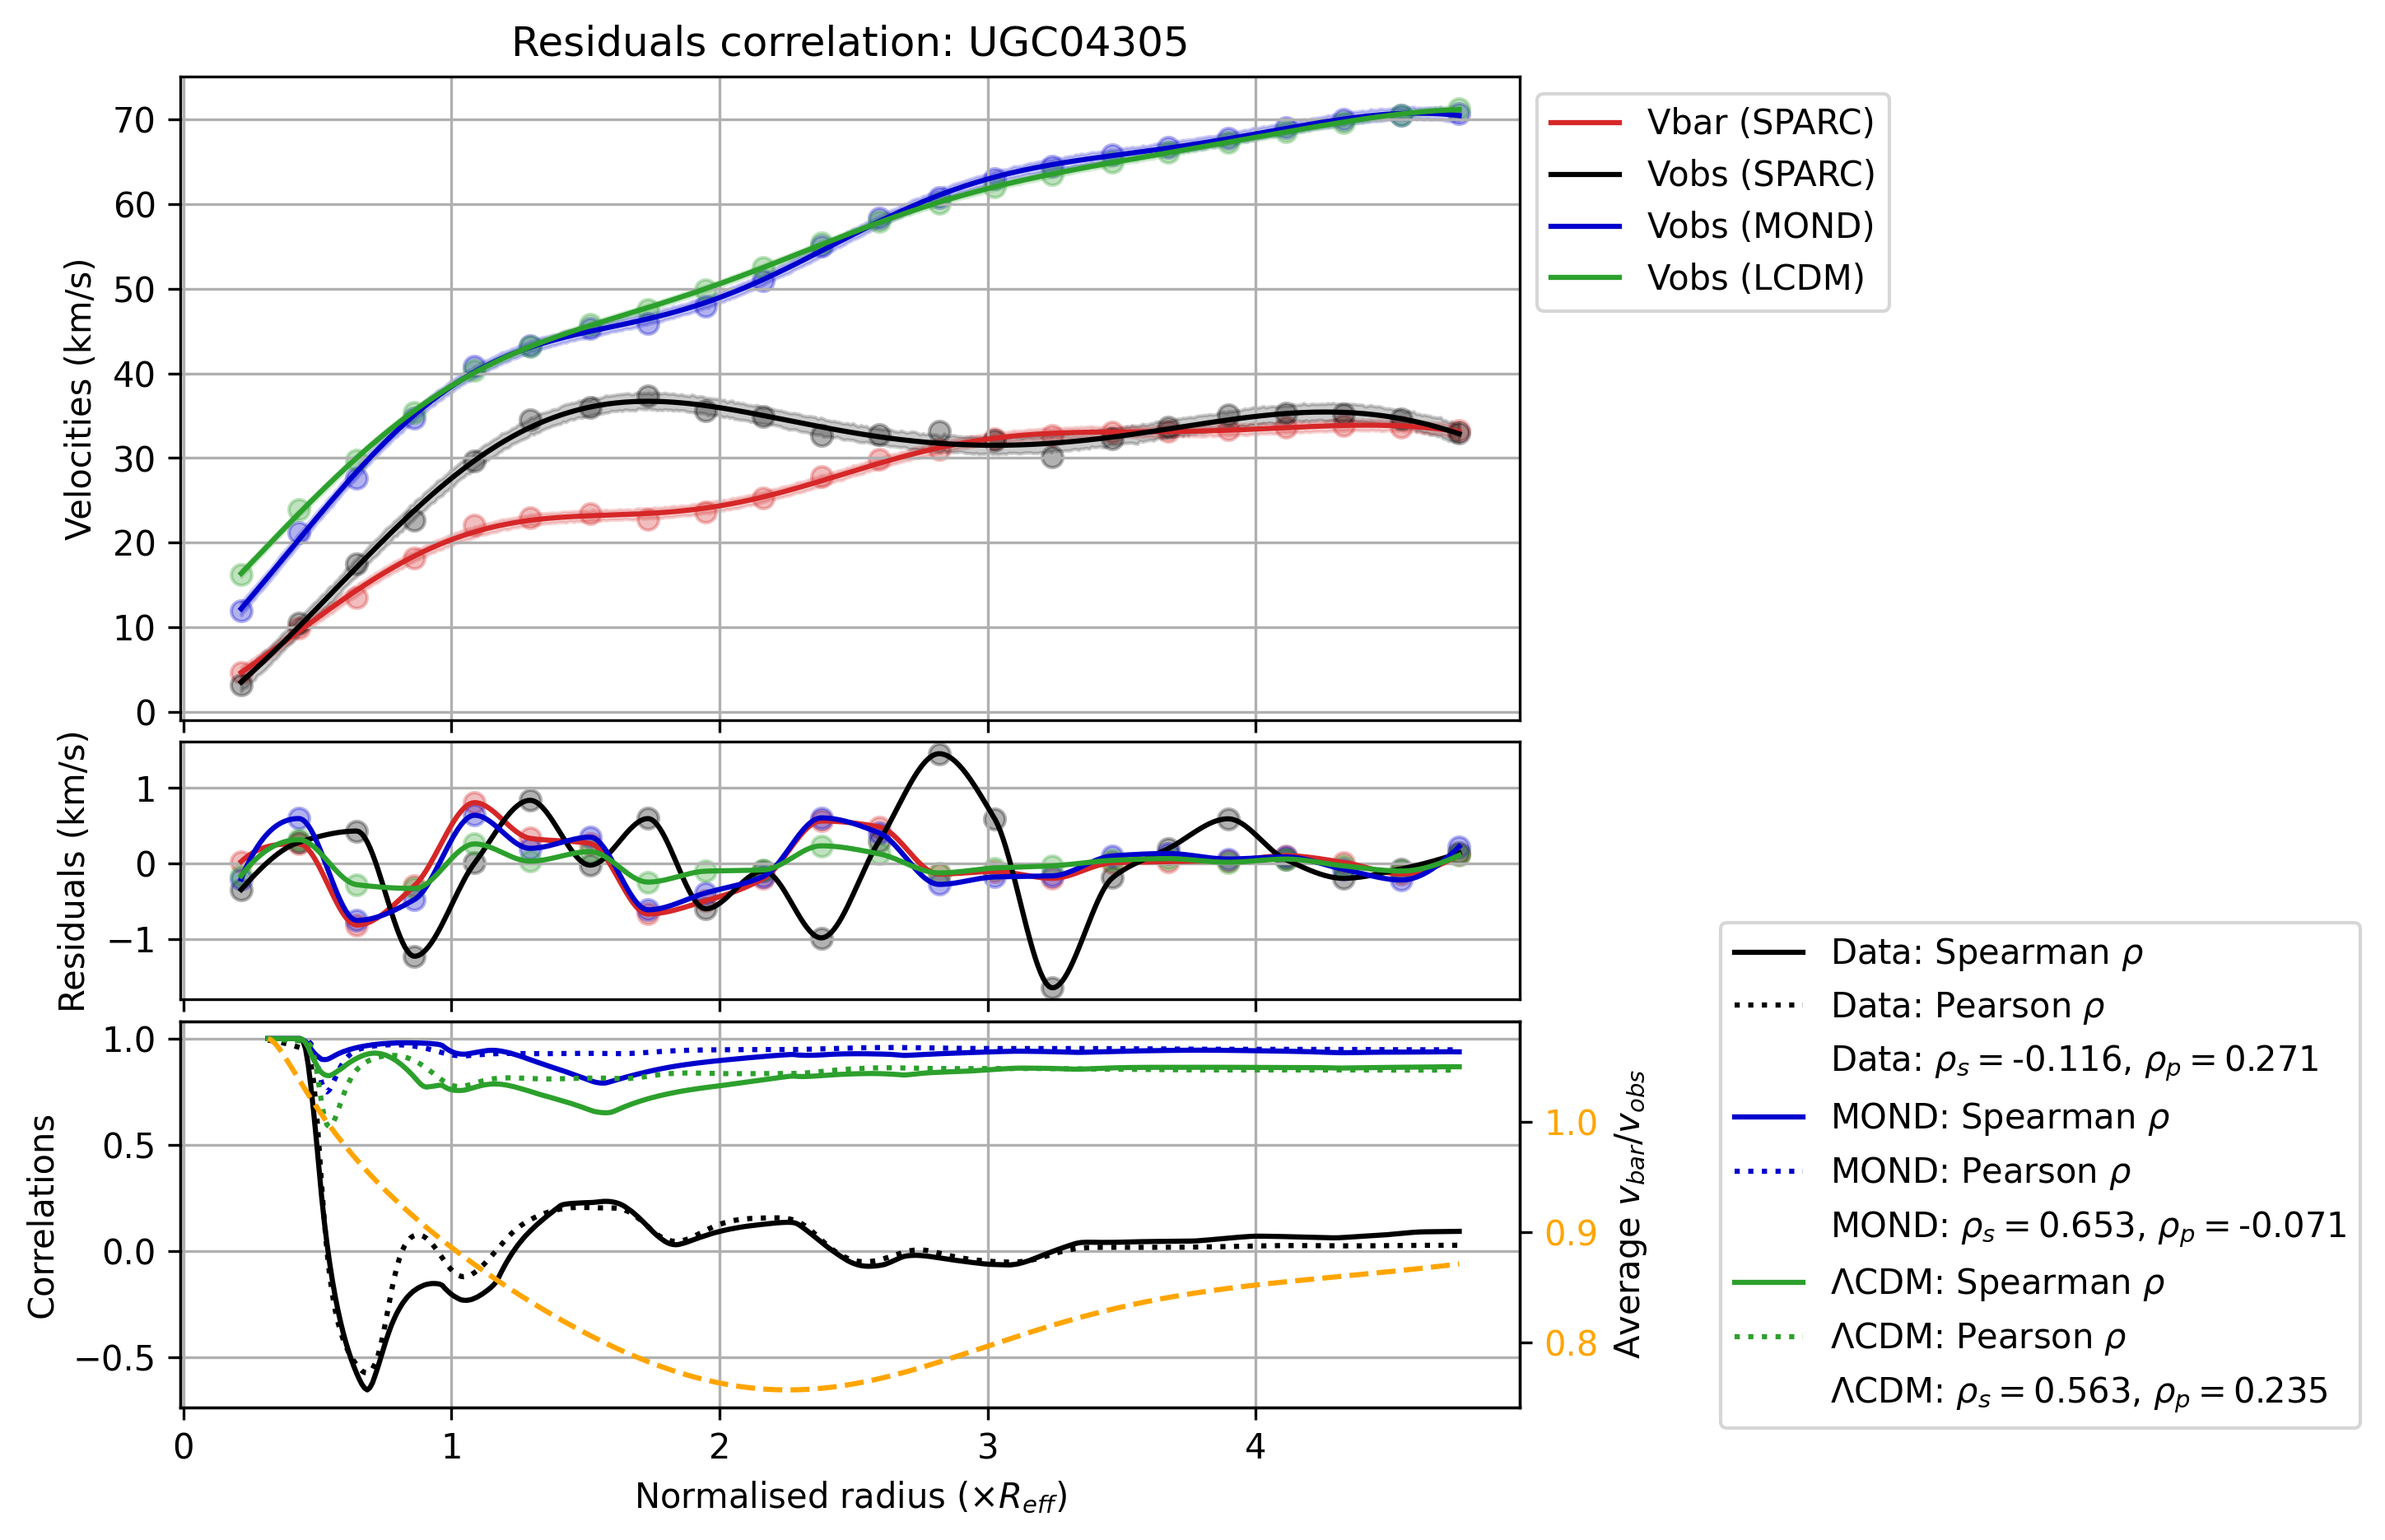 Residuals correlation: UGC04305
70
60
50
40
30
20
10
0
Velocities (km/s)
Vbar (SPARC)
Vobs (SPARC)
Vobs (MOND)
Vobs (LCDM)
1
0
−1
Residuals (km/s)
1.0
0.5
0.0
−0.5
Correlations
1.0
0.9
0.8
Average v_bar/v_obs
0 1 2 3 4
Normalised radius (×R_eff)
Data: Spearman ρ
Data: Pearson ρ
Data: ρ_s = -0.116, ρ_p = 0.271
MOND: Spearman ρ
MOND: Pearson ρ
MOND: ρ_s = 0.653, ρ_p = -0.071
ΛCDM: Spearman ρ
ΛCDM: Pearson ρ
ΛCDM: ρ_s = 0.563, ρ_p = 0.235